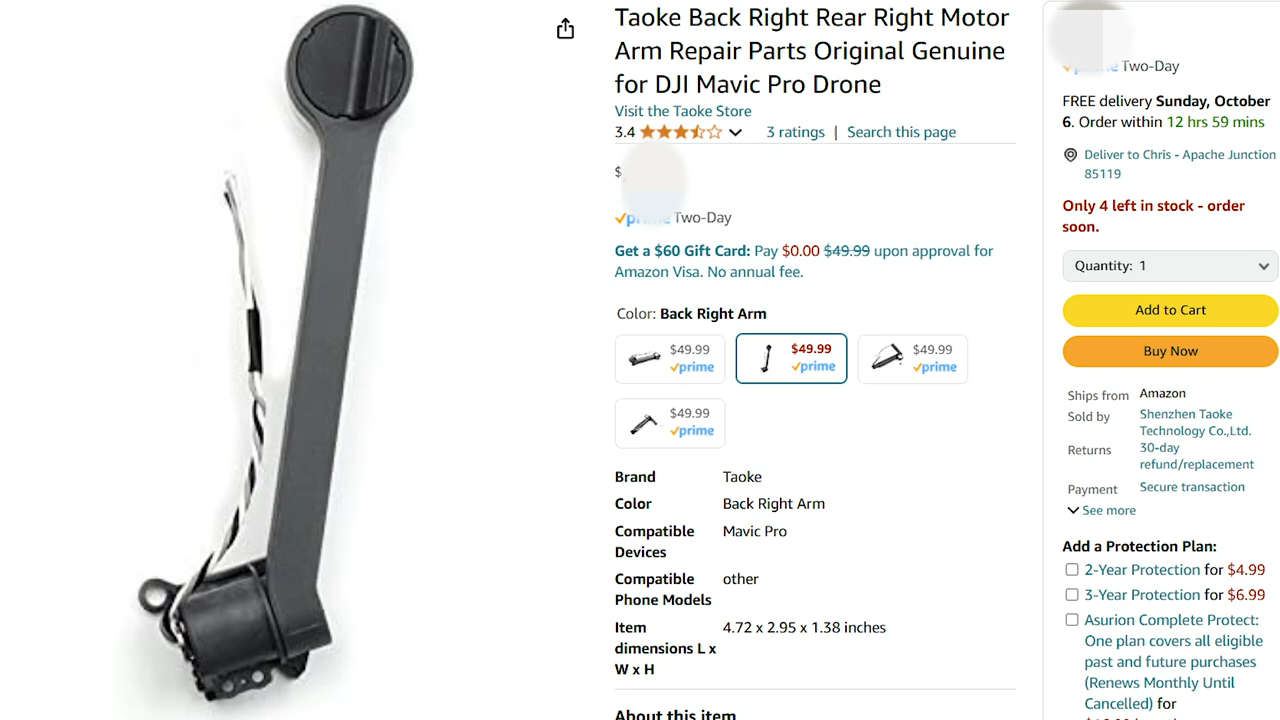 Taoke Back Right Rear Right Motor
Arm Repair Parts Original Genuine
for DJI Mavic Pro Drone
Visit the Taoke Store
3.4 3 ratings | Search this page
$
prime Two-Day
Get a $60 Gift Card: Pay $0.00 $49.99 upon approval for
Amazon Visa. No annual fee.
Color: Back Right Arm
$49.99
prime
$49.99
prime
$49.99
prime
$49.99
prime
Brand Taoke
Color Back Right Arm
Compatible Mavic Pro
Devices
Compatible other
Phone Models
Item 4.72 x 2.95 x 1.38 inches
dimensions L x
W x H
About this item
Two-Day
FREE delivery Sunday, October
6. Order within 12 hrs 59 mins
Deliver to Chris - Apache Junction
85119
Only 4 left in stock - order
soon.
Quantity: 1
Add to Cart
Buy Now
Ships from Amazon
Sold by Shenzhen Taoke
Technology Co.,Ltd.
Returns 30-day
refund/replacement
Payment Secure transaction
See more
Add a Protection Plan:
2-Year Protection for $4.99
3-Year Protection for $6.99
Asurion Complete Protect:
One plan covers all eligible
past and future purchases
(Renews Monthly Until
Cancelled) for